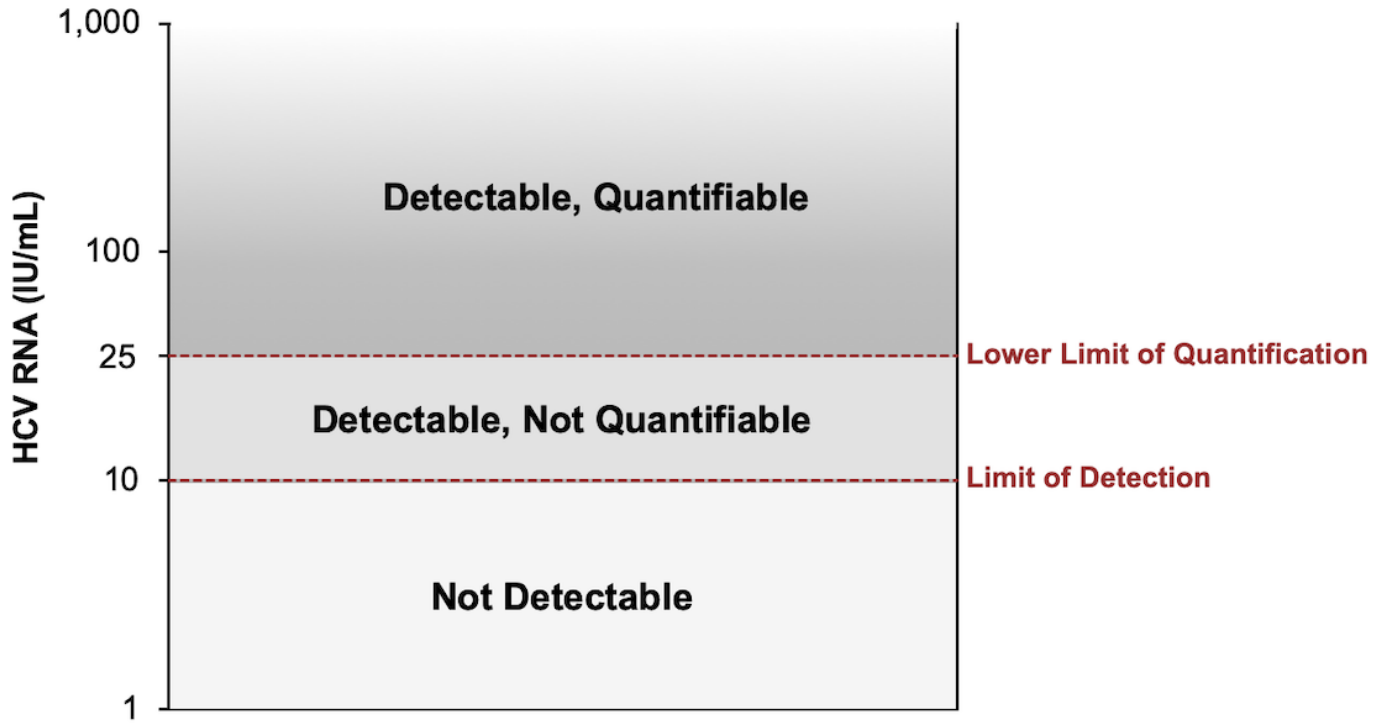 1,000
Detectable, Quantifiable
HCV RNA (IU/mL)
100
25
Lower Limit of Quantification
Detectable, Not Quantifiable
10
Limit of Detection
Not Detectable
1